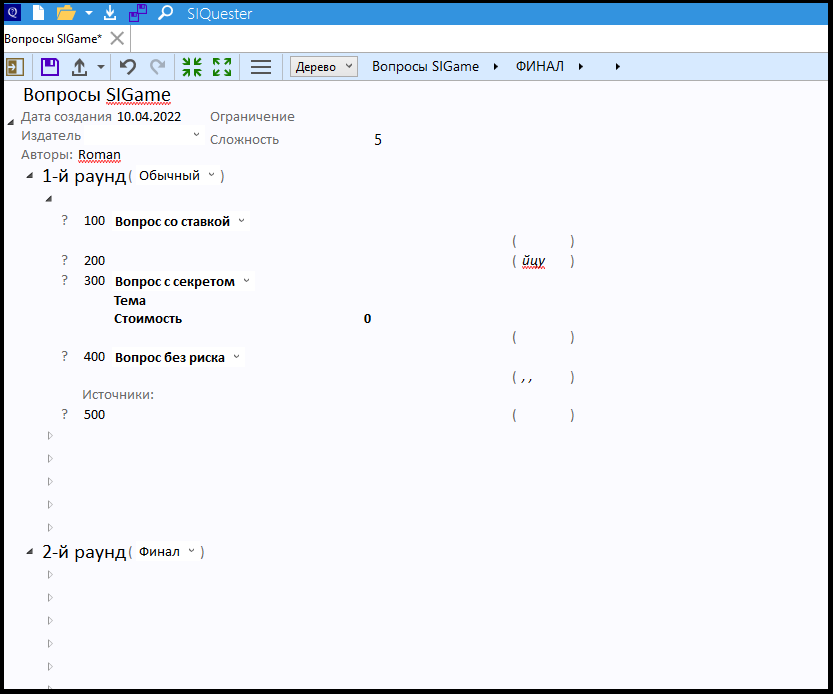 SIQuester
Вопросы SIGame*
Дерево Вопросы SIGame ФИНАЛ
Вопросы SIGame
Дата создания 10.04.2022 Ограничение
Издатель Сложность 5
Авторы: Roman
1-й раунд ( Обычный )
? 100 Вопрос со ставкой
( )
? 200 ( йцу )
? 300 Вопрос с секретом
Тема
Стоимость 0
( )
? 400 Вопрос без риска
( , , )
Источники:
? 500 ( )
2-й раунд ( Финал )